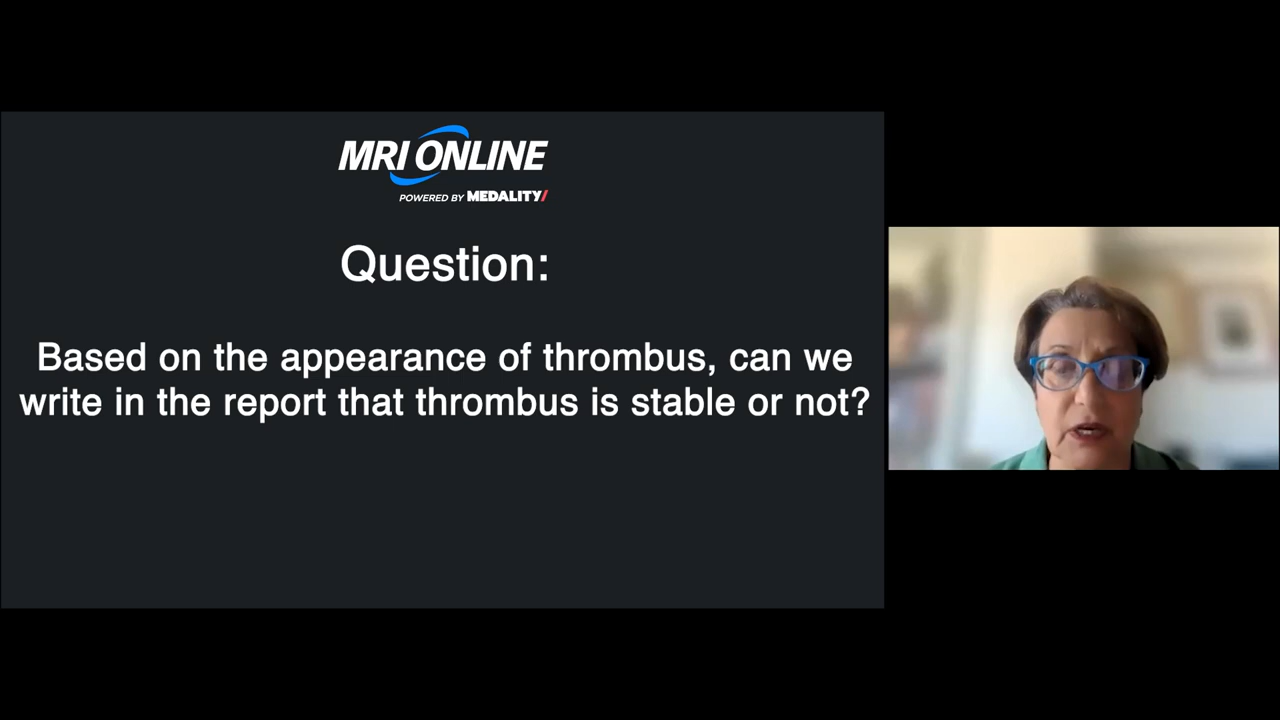 MRI ONLINE
POWERED BY MEDALITY/
Question:
Based on the appearance of thrombus, can we
write in the report that thrombus is stable or not?